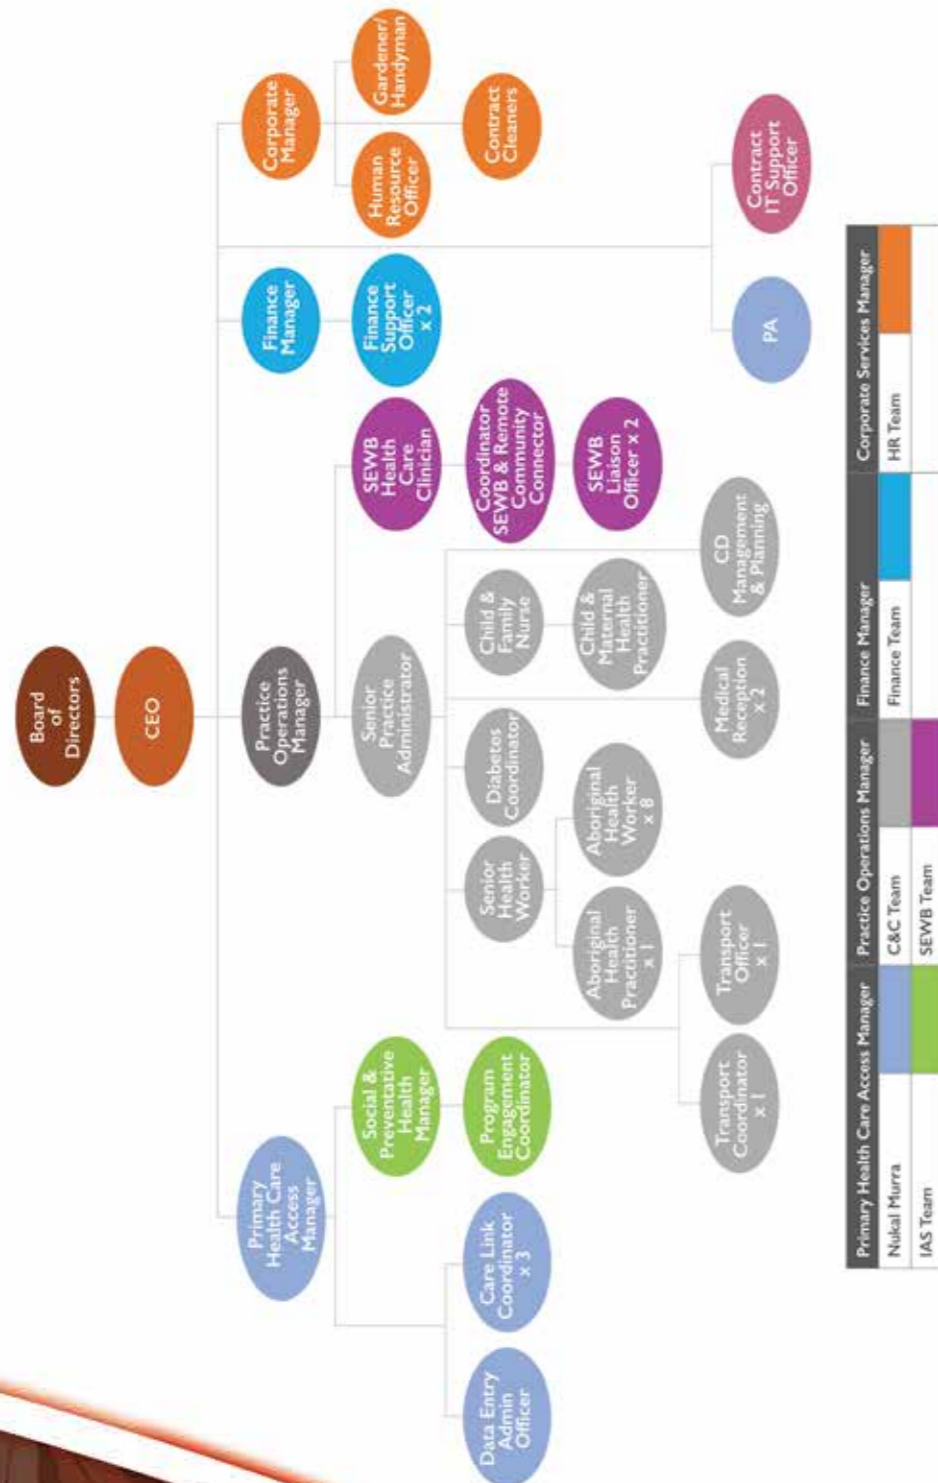 Board
of
Directors
CEO
Primary
Health Care
Access
Manager
Practice
Operations
Manager
Finance
Manager
Corporate
Manager
Social &
Preventative
Health
Manager
Senior
Practice
Administrator
SEWB
Health
Care
Clinician
Finance
Support
Officer
x 2
Human
Resource
Officer
Gardener/
Handyman
Data Entry
Admin
Officer
Care Link
Coordinator
x 3
Program
Engagement
Coordinator
Senior
Health
Worker
Diabetes
Coordinator
Child &
Family
Nurse
Coordinator
SEWB & Remote
Community
Connector
Contract
Cleaners
Aboriginal
Health
Practitioner
x 1
Aboriginal
Health
Worker
x 8
Child &
Maternal
Health
Practitioner
SEWB
Liaison
Officer x 2
Transport
Coordinator
x 1
Transport
Officer
x 1
Medical
Reception
x 2
CD
Management
& Planning
PA
Contract
IT Support
Officer
Primary Health Care Access Manager
Practice Operations Manager
Finance Manager
Corporate Services Manager
Nukal Murra
C&C Team
Finance Team
HR Team
IAS Team
SEWB Team